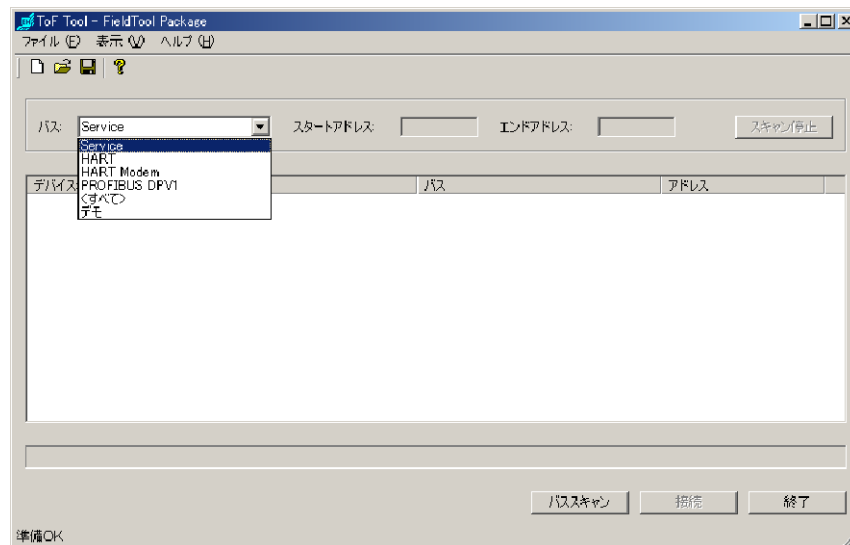 ToF Tool - FieldTool Package
ファイル(F) 表示(V) ヘルプ(H)
バス: Service スタートアドレス: エンドアドレス: スキャン停止
Service
HART
HART Modem
PROFIBUS DPV1
<すべて>
デモ
デバイス バス アドレス
バススキャン 接続 終了
準備OK